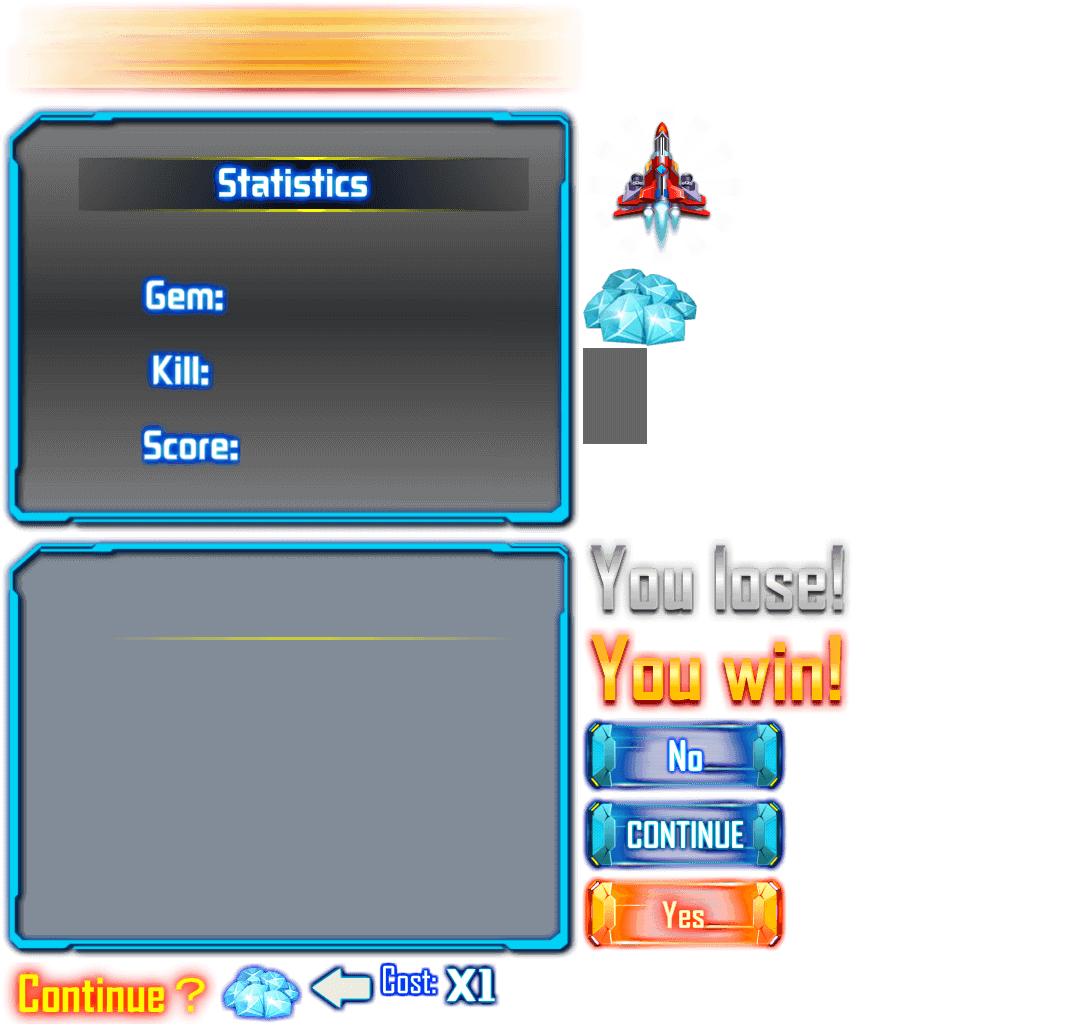 Statistics
Gem:
Kill:
Score:
You lose!
You win!
No
CONTINUE
Yes
Continue ? Cost: X1